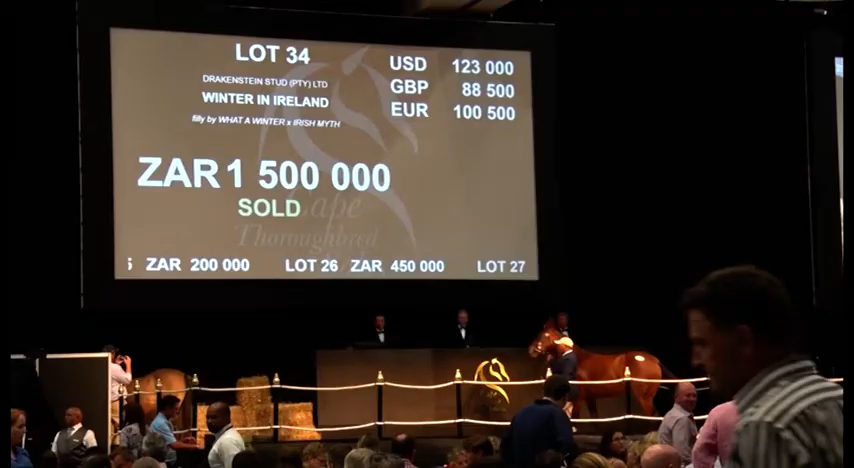 LOT 34
DRAKENSTEIN STUD (PTY) LTD
WINTER IN IRELAND
filly by WHAT A WINTER x IRISH MYTH
USD 123 000
GBP 88 500
EUR 100 500
ZAR 1 500 000
SOLD
Cape
Thoroughbred
ZAR 200 000 LOT 26 ZAR 450 000 LOT 27